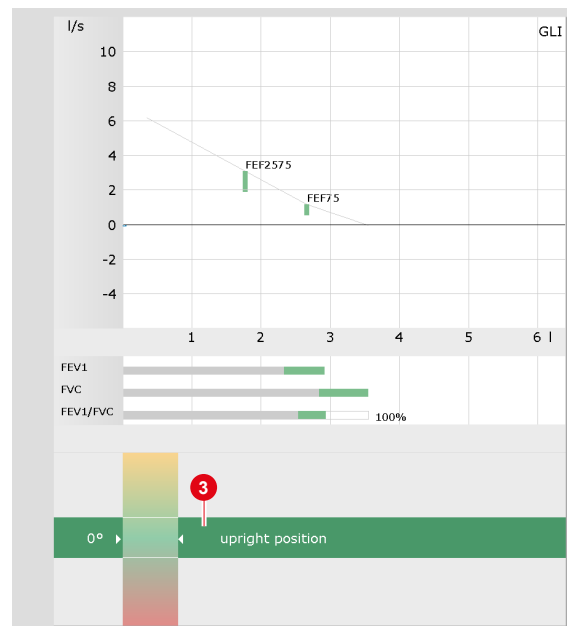 l/s
GLI
10
8
6
4
FEF2575
2
FEF75
0
-2
-4
1 2 3 4 5 6 l
FEV1
FVC
FEV1/FVC 100%
3
0° upright position